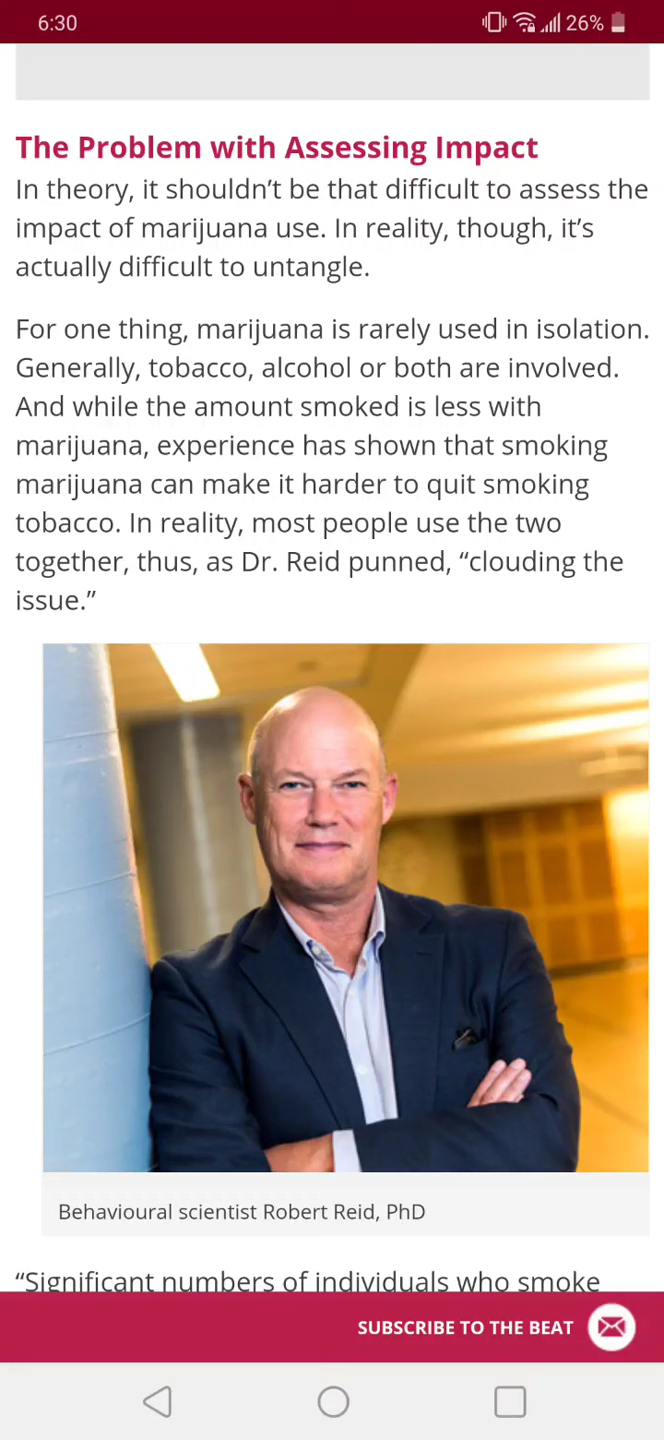 6:30
26%
The Problem with Assessing Impact
In theory, it shouldn’t be that difficult to assess the
impact of marijuana use. In reality, though, it’s
actually difficult to untangle.
For one thing, marijuana is rarely used in isolation.
Generally, tobacco, alcohol or both are involved.
And while the amount smoked is less with
marijuana, experience has shown that smoking
marijuana can make it harder to quit smoking
tobacco. In reality, most people use the two
together, thus, as Dr. Reid punned, “clouding the
issue.”
Behavioural scientist Robert Reid, PhD
“Significant numbers of individuals who smoke
SUBSCRIBE TO THE BEAT